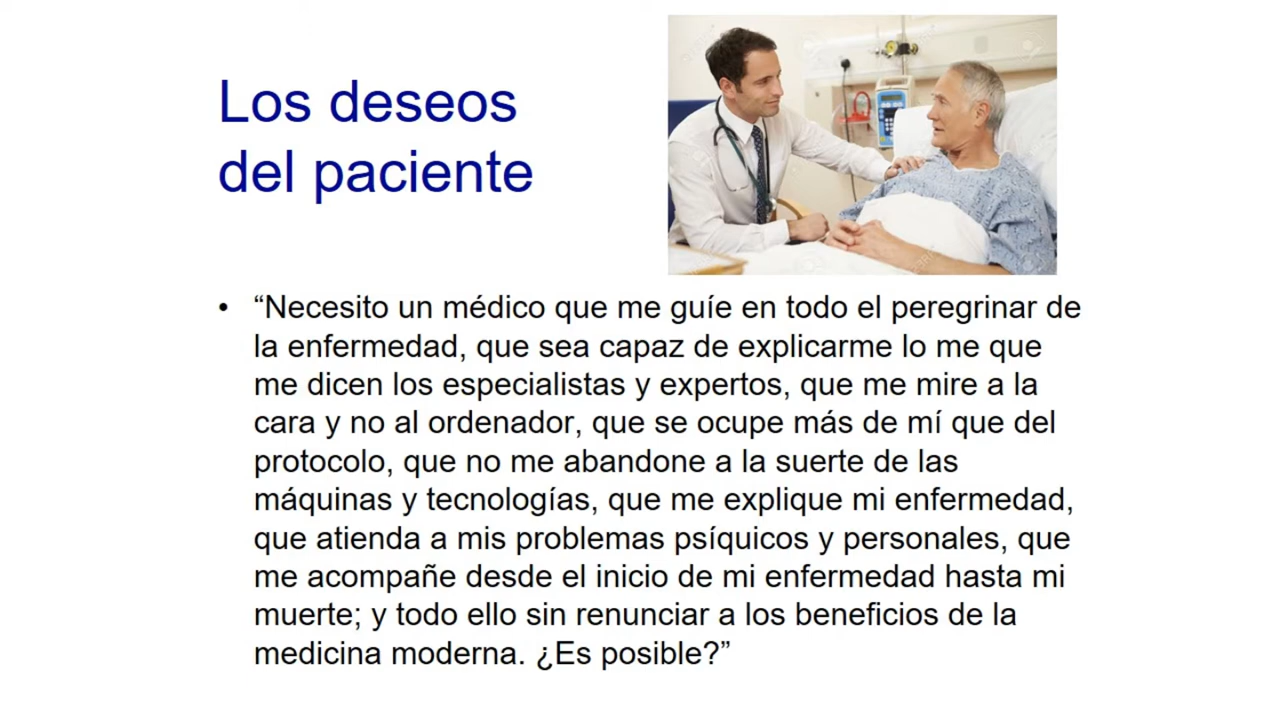 Los deseos
del paciente
• “Necesito un médico que me guíe en todo el peregrinar de
la enfermedad, que sea capaz de explicarme lo me que
me dicen los especialistas y expertos, que me mire a la
cara y no al ordenador, que se ocupe más de mí que del
protocolo, que no me abandone a la suerte de las
máquinas y tecnologías, que me explique mi enfermedad,
que atienda a mis problemas psíquicos y personales, que
me acompañe desde el inicio de mi enfermedad hasta mi
muerte; y todo ello sin renunciar a los beneficios de la
medicina moderna. ¿Es posible?”